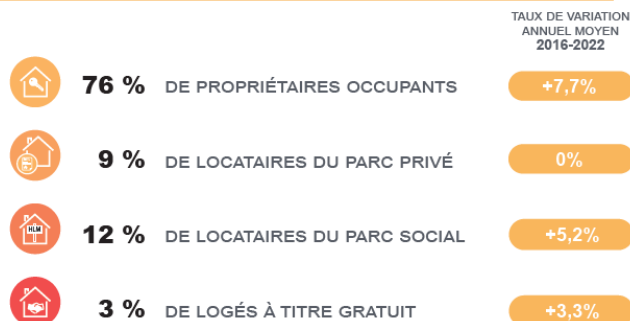 TAUX DE VARIATION
ANNUEL MOYEN
2016-2022
76 % DE PROPRIÉTAIRES OCCUPANTS +7,7%
9 % DE LOCATAIRES DU PARC PRIVÉ 0%
HLM
12 % DE LOCATAIRES DU PARC SOCIAL +5,2%
3 % DE LOGÉS À TITRE GRATUIT +3,3%